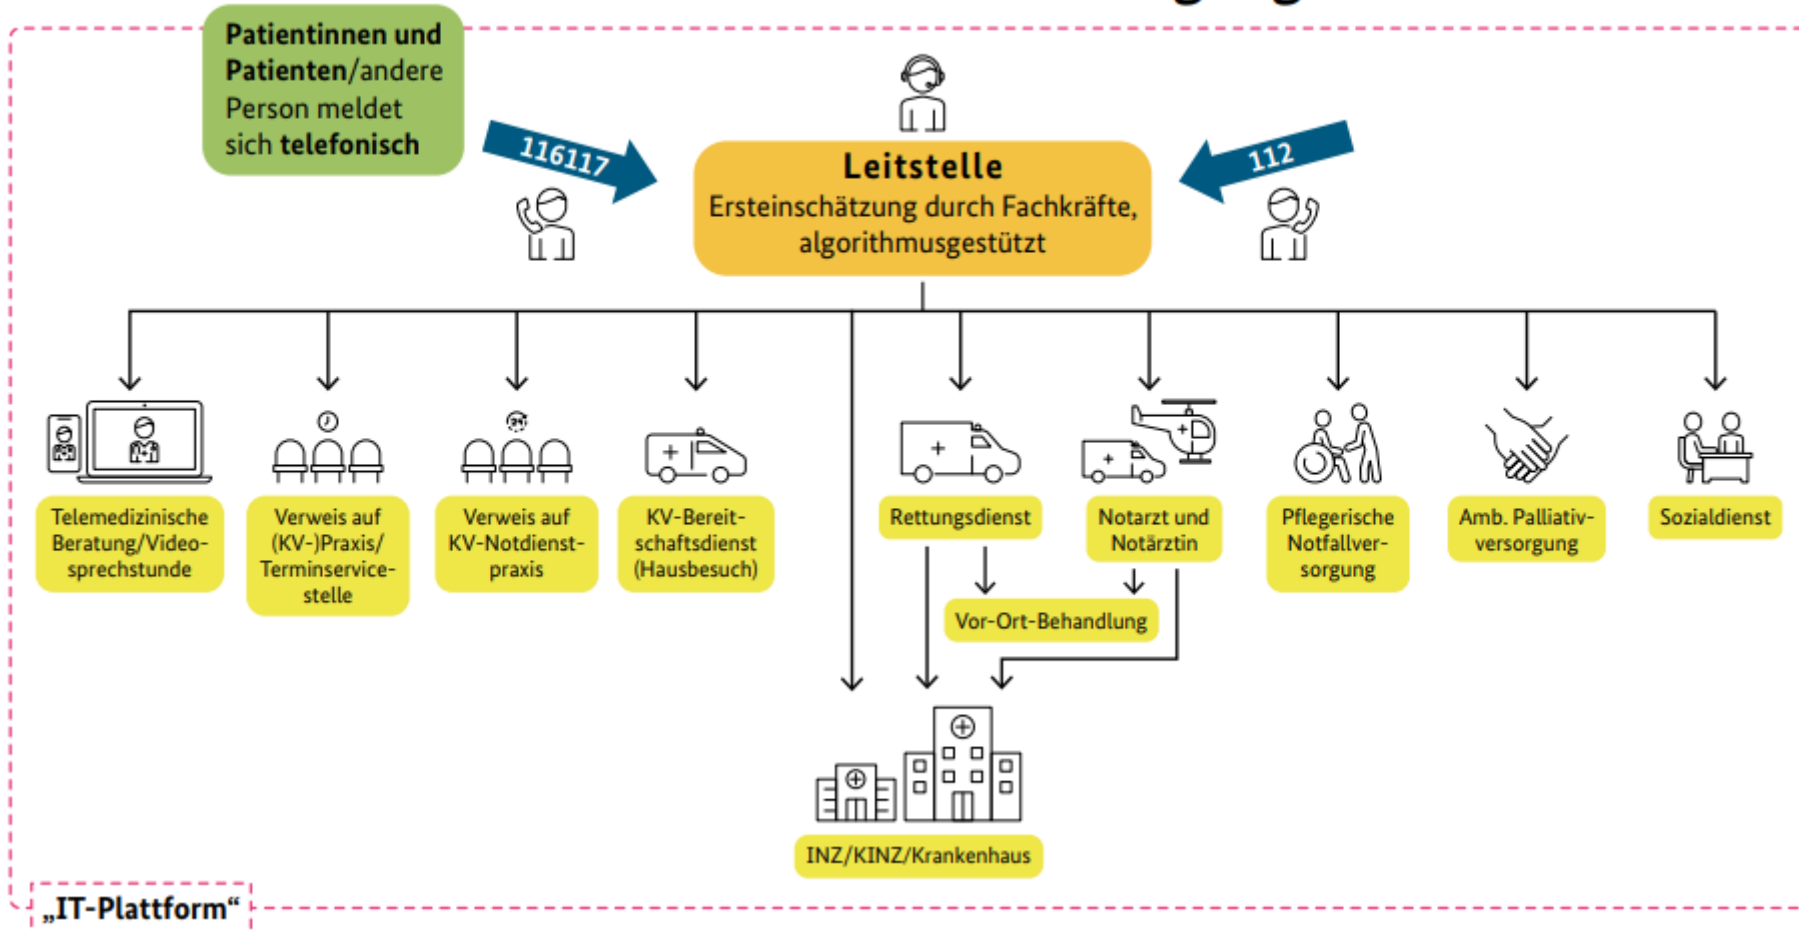 Patientinnen und
Patienten/andere
Person meldet
sich telefonisch
116117
112
Leitstelle
Ersteinschätzung durch Fachkräfte,
algorithmusgestützt
24
Telemedizinische
Beratung/Video-
sprechstunde
Verweis auf
(KV-)Praxis/
Terminservice-
stelle
Verweis auf
KV-Notdienst-
praxis
KV-Bereit-
schaftsdienst
(Hausbesuch)
Rettungsdienst
Notarzt und
Notärztin
Pflegerische
Notfallver-
sorgung
Amb. Palliativ-
versorgung
Sozialdienst
Vor-Ort-Behandlung
INZ/KINZ/Krankenhaus
„IT-Plattform“